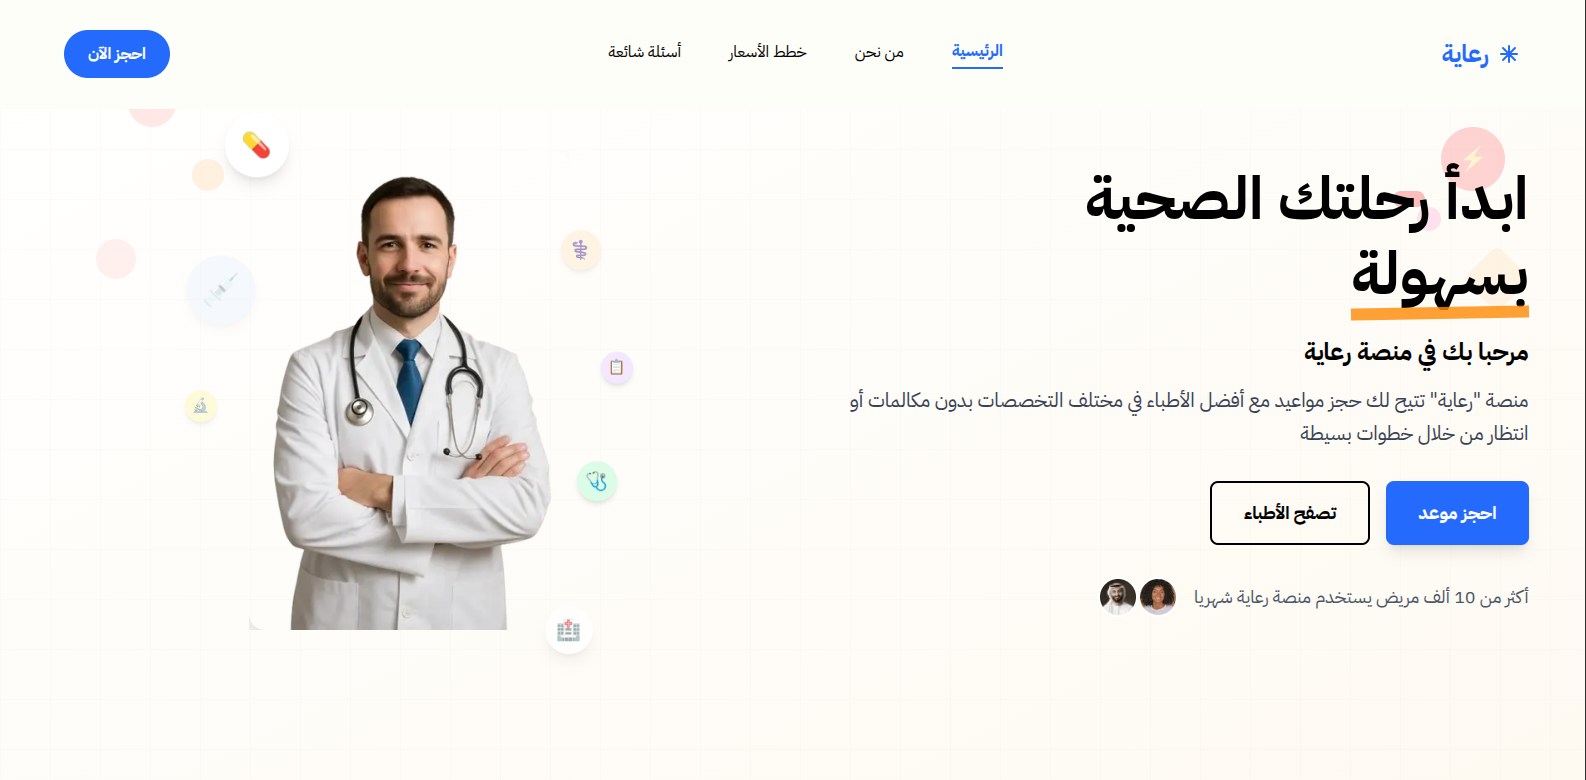 رعاية
الرئيسية
من نحن
خطط الأسعار
أسئلة شائعة
احجز الآن
ابدأ رحلتك الصحية
بسهولة
مرحبا بك في منصة رعاية
منصة "رعاية" تتيح لك حجز مواعيد مع أفضل الأطباء في مختلف التخصصات بدون مكالمات أو
انتظار من خلال خطوات بسيطة
احجز موعد
تصفح الأطباء
أكثر من 10 ألف مريض يستخدم منصة رعاية شهريا